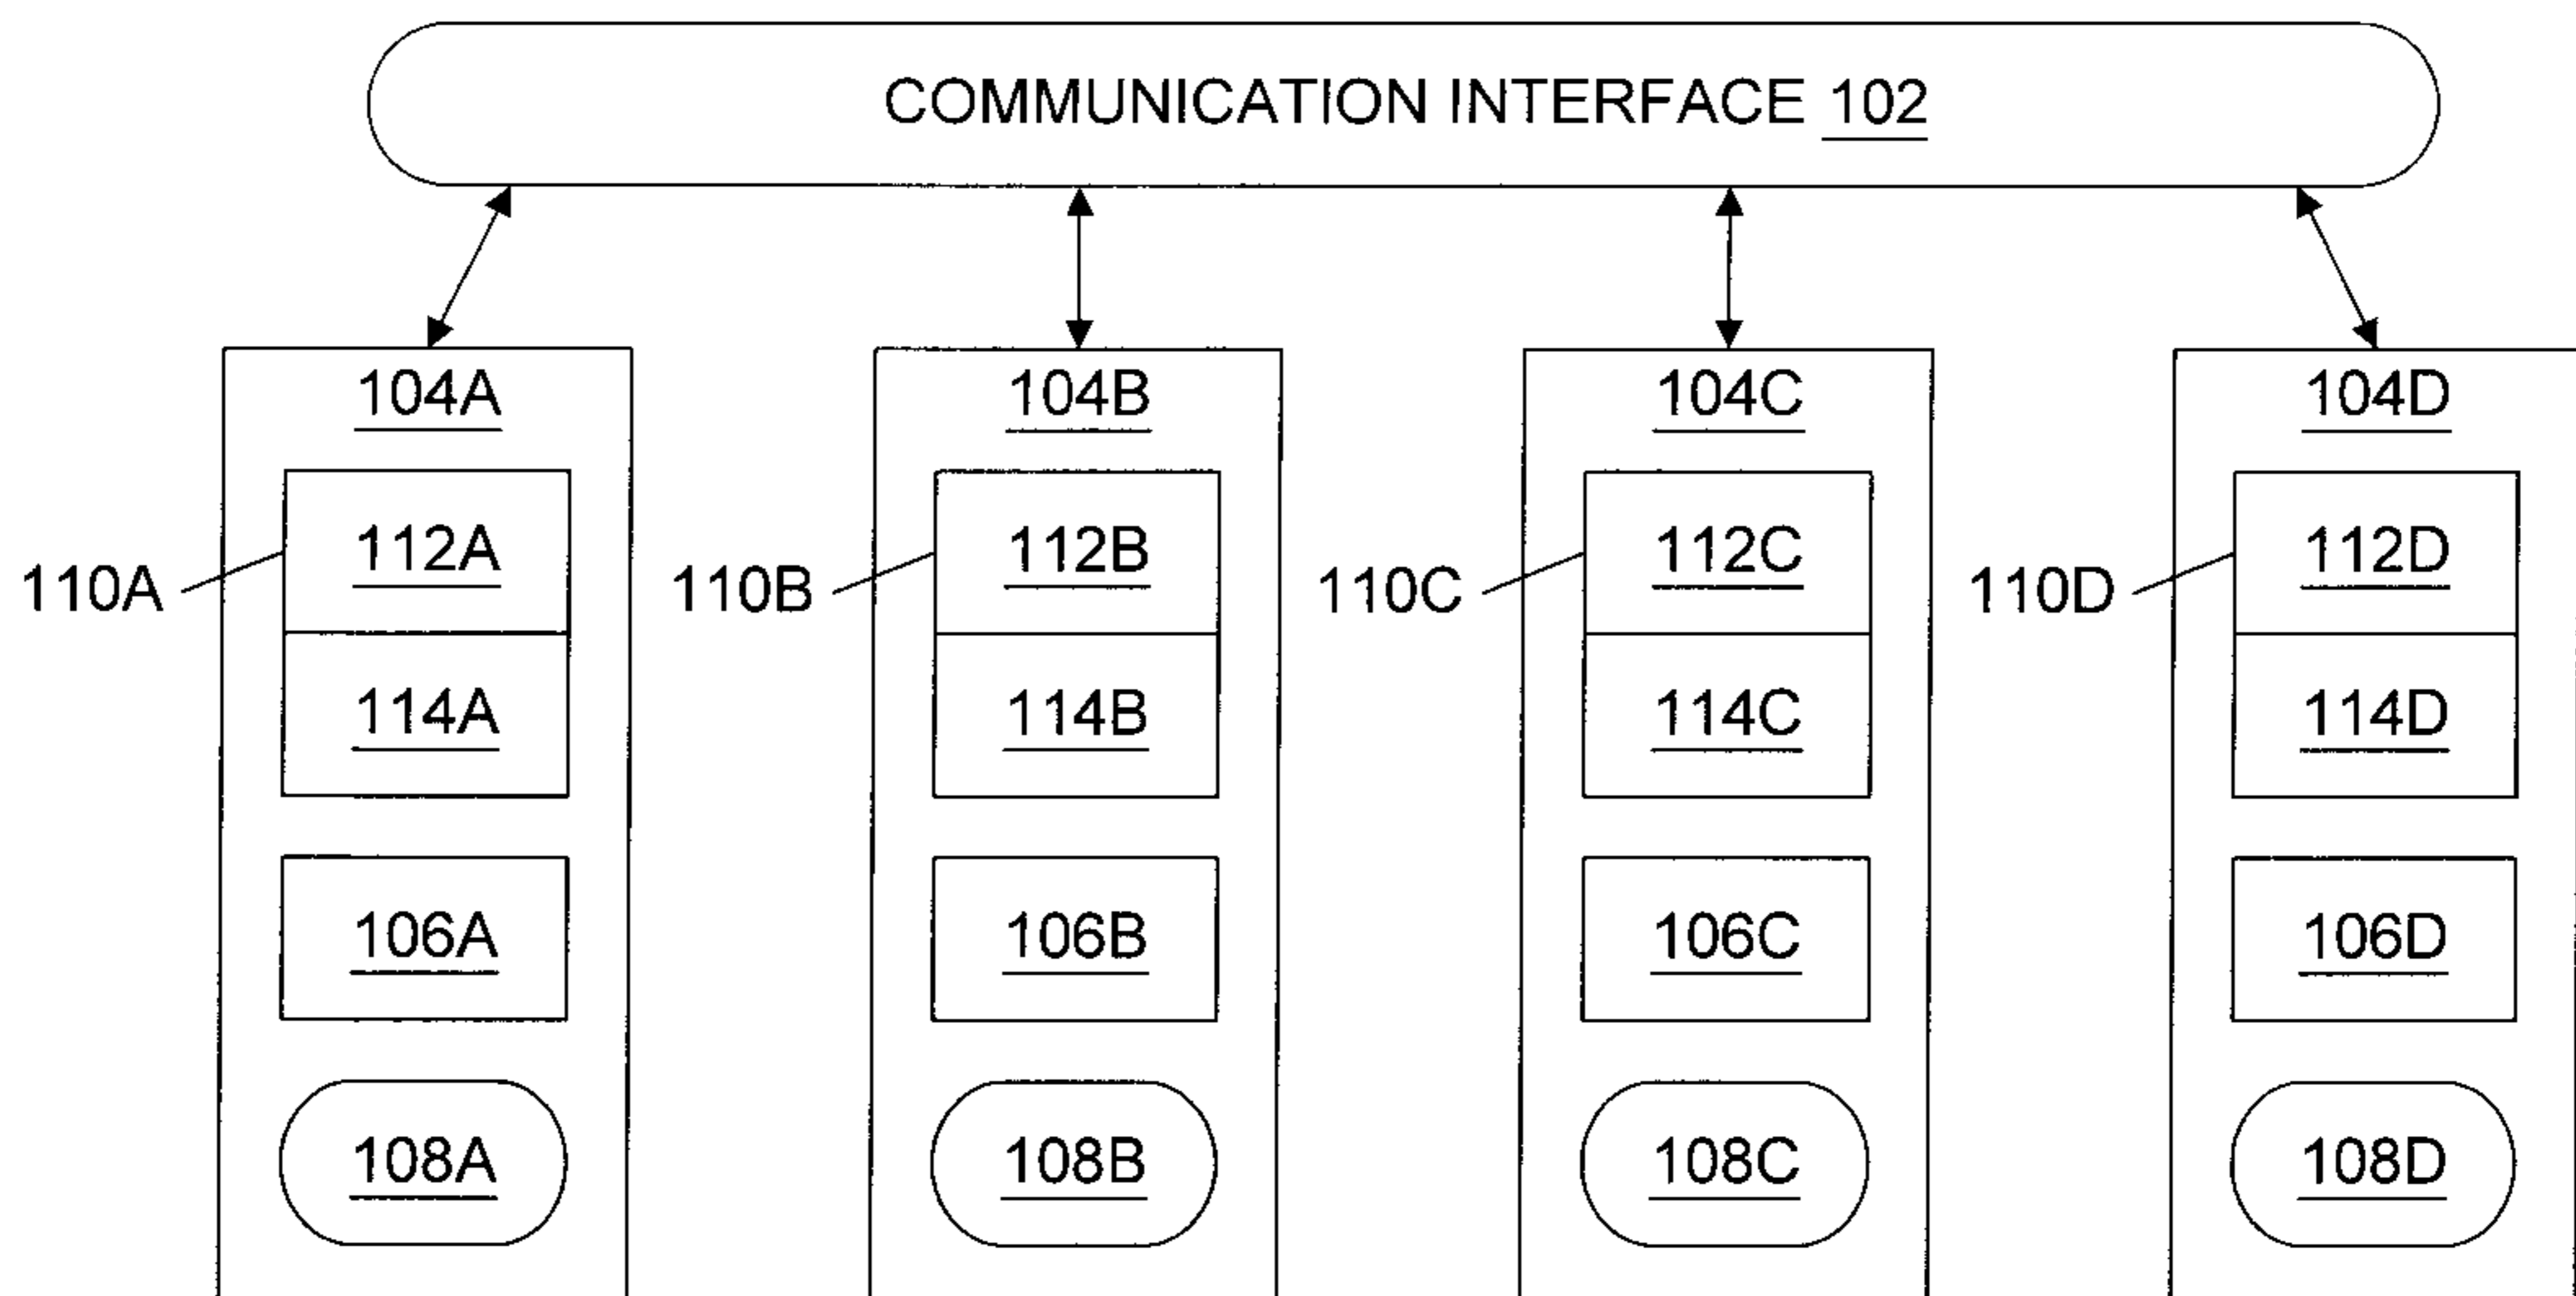 COMMUNICATION INTERFACE 102
104A 104B 104C 104D
112A 112B 112C 112D
110A 110B 110C 110D
114A 114B 114C 114D
106A 106B 106C 106D
108A 108B 108C 108D